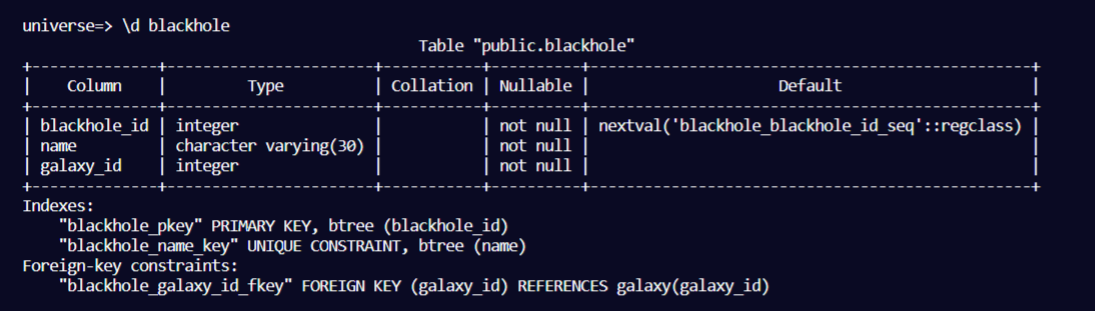 universe=> \d blackhole
                                          Table "public.blackhole"
+--------------+-----------------------+-----------+----------+-------------------------------------------------+
|    Column    |         Type          | Collation | Nullable |                     Default                     |
+--------------+-----------------------+-----------+----------+-------------------------------------------------+
| blackhole_id | integer               |           | not null | nextval('blackhole_blackhole_id_seq'::regclass) |
| name         | character varying(30) |           | not null |                                                 |
| galaxy_id    | integer               |           | not null |                                                 |
+--------------+-----------------------+-----------+----------+-------------------------------------------------+
Indexes:
    "blackhole_pkey" PRIMARY KEY, btree (blackhole_id)
    "blackhole_name_key" UNIQUE CONSTRAINT, btree (name)
Foreign-key constraints:
    "blackhole_galaxy_id_fkey" FOREIGN KEY (galaxy_id) REFERENCES galaxy(galaxy_id)